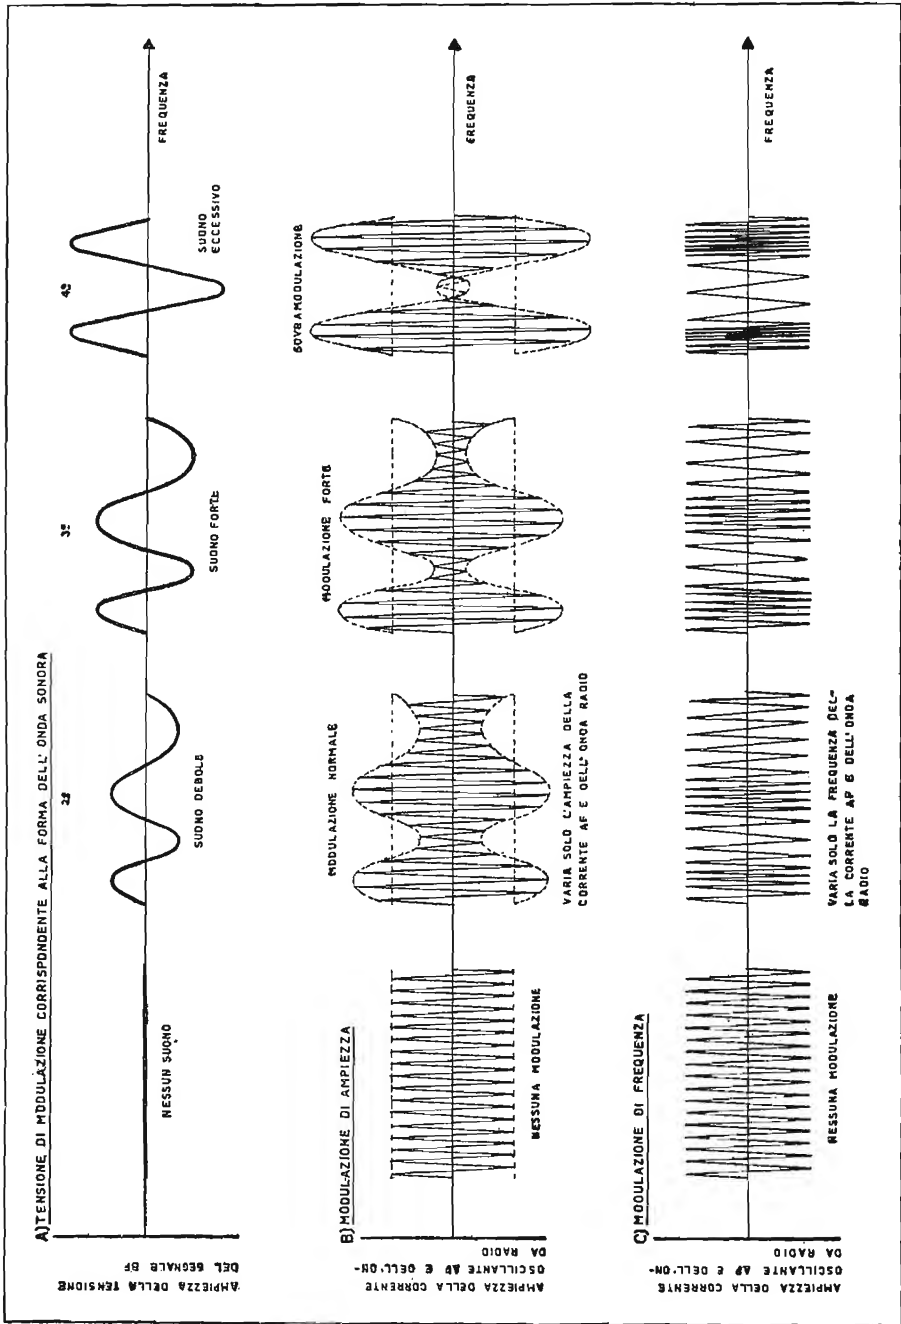 A) TENSIONE DI MODULAZIONE CORRISPONDENTE ALLA FORMA DELL'ONDA SONORA
AMPIEZZA DELLA TENSIONE
DEL SEGNALE BF
NESSUN SUONO
2º
SUONO DEBOLE
3º
SUONO FORTE
4º
SUONO
ECCESSIVO
FREQUENZA
B) MODULAZIONE DI AMPIEZZA
AMPIEZZA DELLA CORRENTE
OSCILLANTE AF E DELL'ON-
DA RADIO
NESSUNA MODULAZIONE
MODULAZIONE NORMALE
VARIA SOLO L'AMPIEZZA DELLA
CORRENTE AF E DELL'ONDA RADIO
MODULAZIONE FORTE
SOVRAMODULAZIONE
FREQUENZA
C) MODULAZIONE DI FREQUENZA
AMPIEZZA DELLA CORRENTE
OSCILLANTE AF E DELL'ON-
DA RADIO
NESSUNA MODULAZIONE
VARIA SOLO LA FREQUENZA DEL-
LA CORRENTE AF E DELL'ONDA
RADIO
FREQUENZA